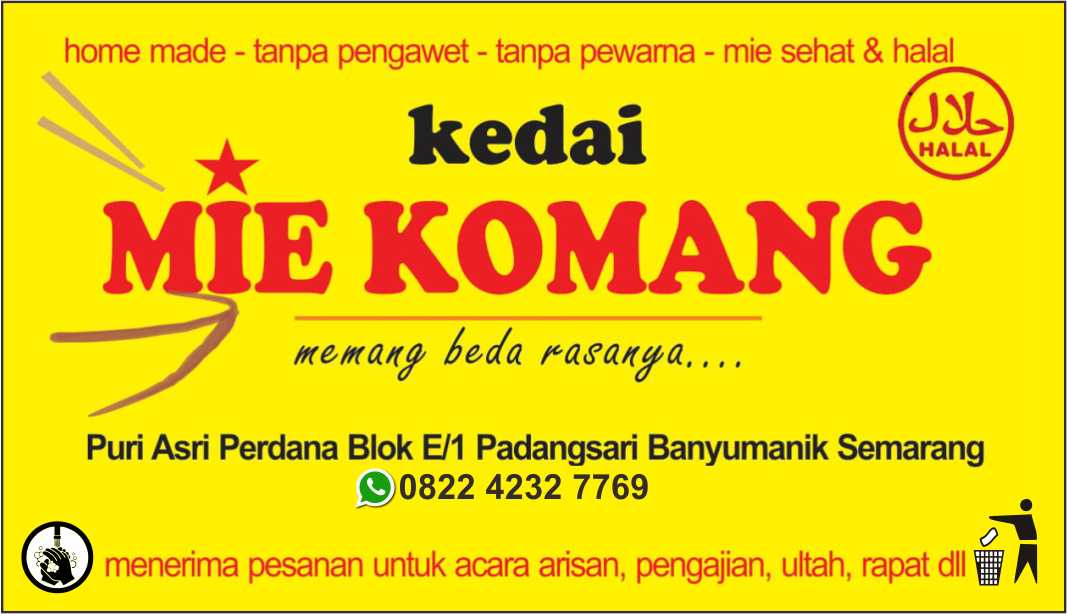 home made - tanpa pengawet - tanpa pewarna - mie sehat & halal
kedai
حلال
HALAL
MIE KOMANG
memang beda rasanya....
Puri Asri Perdana Blok E/1 Padangsari Banyumanik Semarang
0822 4232 7769
menerima pesanan untuk acara arisan, pengajian, ultah, rapat dll